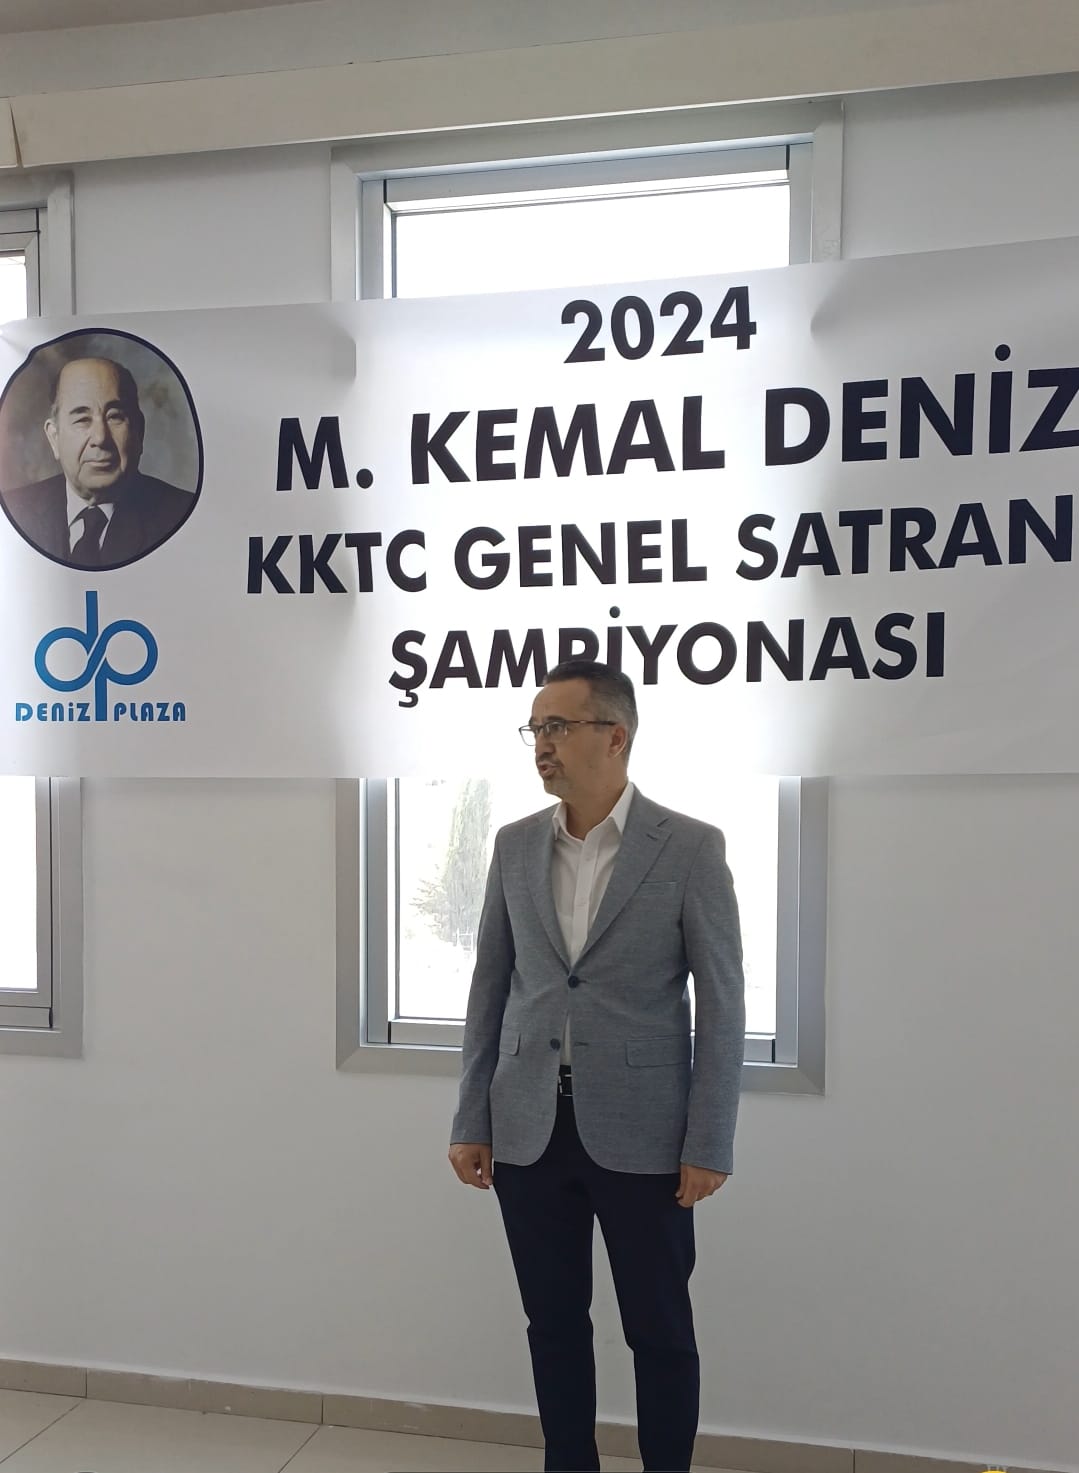 2024
M. KEMAL DENİZ
KKTC GENEL SATRAN
ŞAMPİYONASI
dp
DENİZ PLAZA